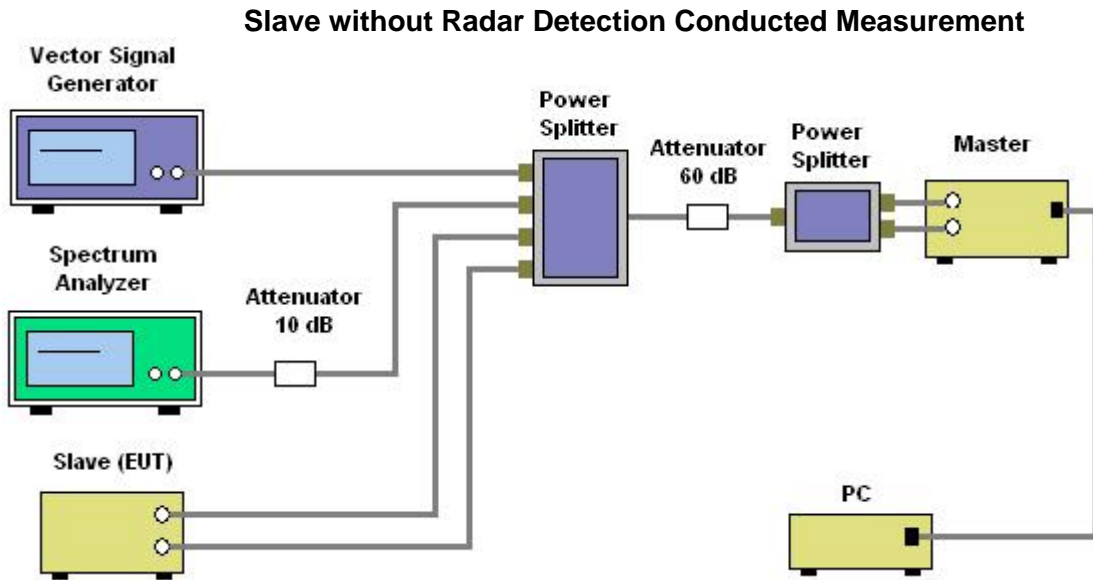 Slave without Radar Detection Conducted Measurement
Vector Signal
Generator
Power
Splitter
Attenuator
60 dB
Power
Splitter
Master
Spectrum
Analyzer
Attenuator
10 dB
Slave (EUT)
PC